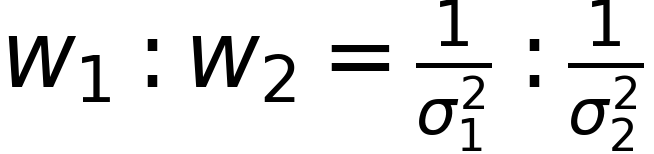 w₁ : w₂ = 1/σ₁² : 1/σ₂²